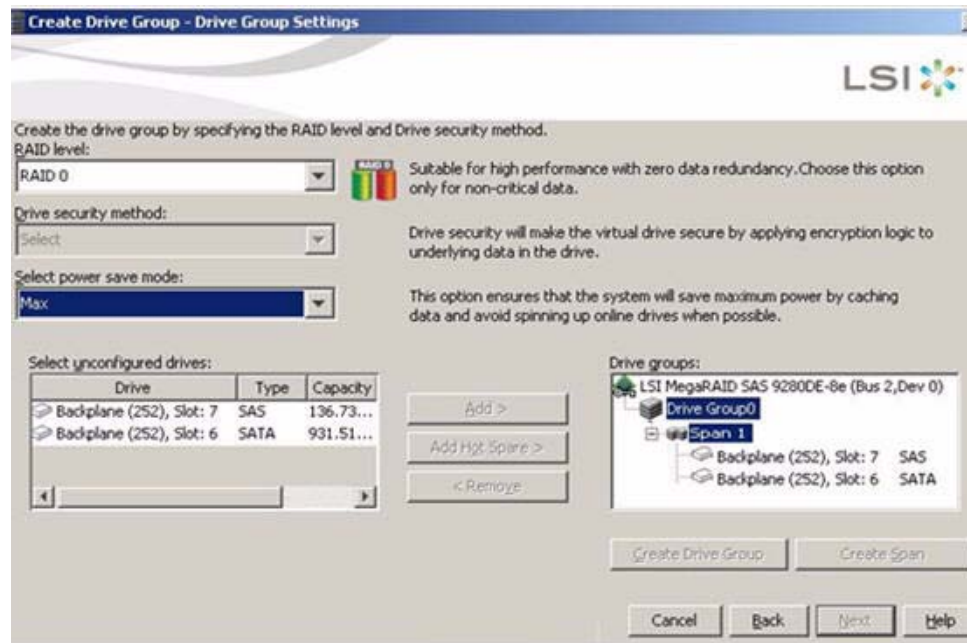 Create Drive Group - Drive Group Settings
LSI
Create the drive group by specifying the RAID level and Drive security method.
RAID level:
RAID 0
RAID 0
Suitable for high performance with zero data redundancy.Choose this option
only for non-critical data.
Drive security method:
Select
Drive security will make the virtual drive secure by applying encryption logic to
underlying data in the drive.
Select power save mode:
Max
This option ensures that the system will save maximum power by caching
data and avoid spinning up online drives when possible.
Select unconfigured drives:
Drive Type Capacity
Backplane (252), Slot: 7 SAS 136.73...
Backplane (252), Slot: 6 SATA 931.51...
Add >
Add Hot Spare >
< Remove
Drive groups:
LSI MegaRAID SAS 9280DE-8e (Bus 2,Dev 0)
Drive Group0
Span 1
Backplane (252), Slot: 7 SAS
Backplane (252), Slot: 6 SATA
Create Drive Group Create Span
Cancel Back Next Help